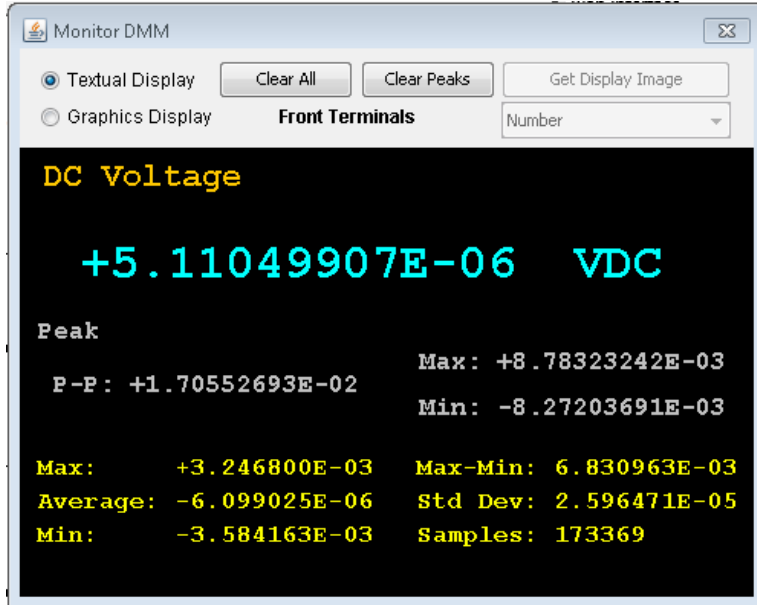 Monitor DMM
Textual Display Clear All Clear Peaks Get Display Image
Graphics Display Front Terminals Number
DC Voltage
+5.11049907E-06 VDC
Peak
Max: +8.78323242E-03
P-P: +1.70552693E-02
Min: -8.27203691E-03
Max: +3.246800E-03 Max-Min: 6.830963E-03
Average: -6.099025E-06 Std Dev: 2.596471E-05
Min: -3.584163E-03 Samples: 173369